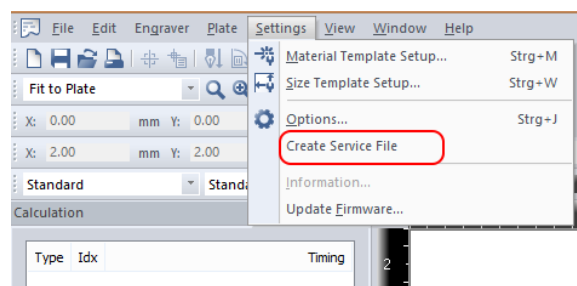 File Edit Engraver Plate Settings View Window Help
Material Template Setup... Strg+M
Fit to Plate
Size Template Setup... Strg+W
X: 0.00 mm Y: 0.00
Options... Strg+J
X: 2.00 mm Y: 2.00
Create Service File
Standard
Information...
Calculation
Update Firmware...
Type Idx Timing
2